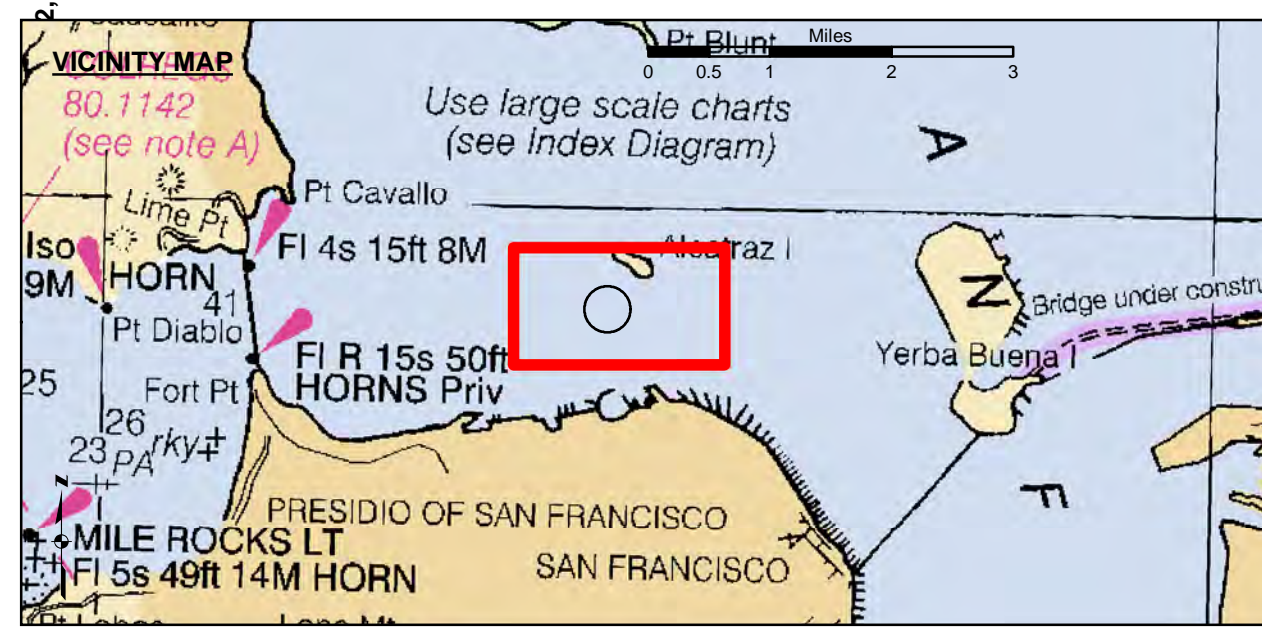 VICINITY MAP
Pt Blunt
Miles
0 0.5 1 2 3
80.1142
(see note A)
Use large scale charts
(see Index Diagram)
A
Pt Cavallo
Lime Pt
Iso
9M
HORN
Fl 4s 15ft 8M
Alcatraz I
N
41
Pt Diablo
Bridge under constru
Fl R 15s 50ft
HORNS Priv
Yerba Buena I
25
Fort Pt
26
23
PA
rky
F
N
PRESIDIO OF SAN FRANCISCO
MILE ROCKS LT
Fl 5s 49ft 14M HORN
SAN FRANCISCO